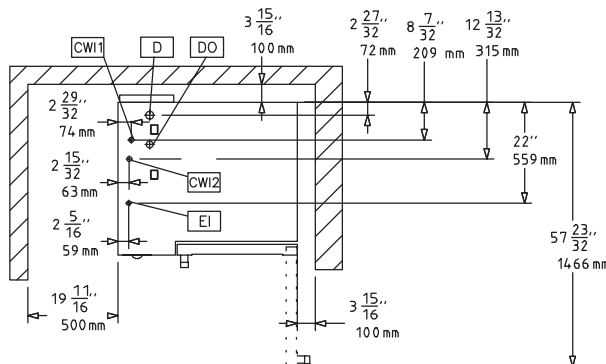 CWI1
D
DO
3 15/16"
100 mm
2 27/32"
72 mm
8 7/32"
209 mm
12 13/32"
315 mm
2 29/32"
74 mm
2 15/32"
63 mm
CWI2
22"
559 mm
2 5/16"
59 mm
EI
57 23/32"
1466 mm
19 11/16"
500 mm
3 15/16"
100 mm